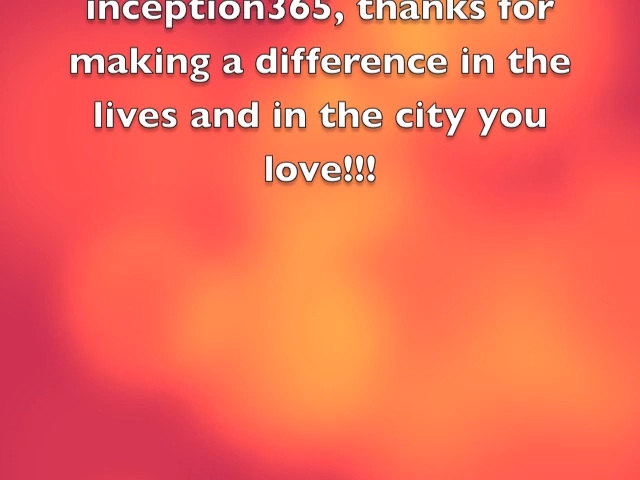 inception365, thanks for
making a difference in the
lives and in the city you
love!!!